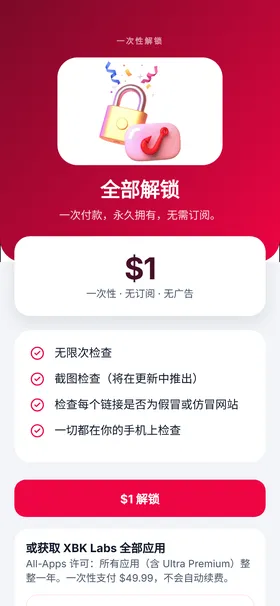 一次性解锁
全部解锁
一次付款，永久拥有，无需订阅。
$1
一次性 · 无订阅 · 无广告
无限次检查
截图检查（将在更新中推出）
检查每个链接是否为假冒或仿冒网站
一切都在你的手机上检查
$1 解锁
或获取 XBK Labs 全部应用
All-Apps 许可：所有应用（含 Ultra Premium）整
整一年。一次性支付 $49.99，不会自动续费。